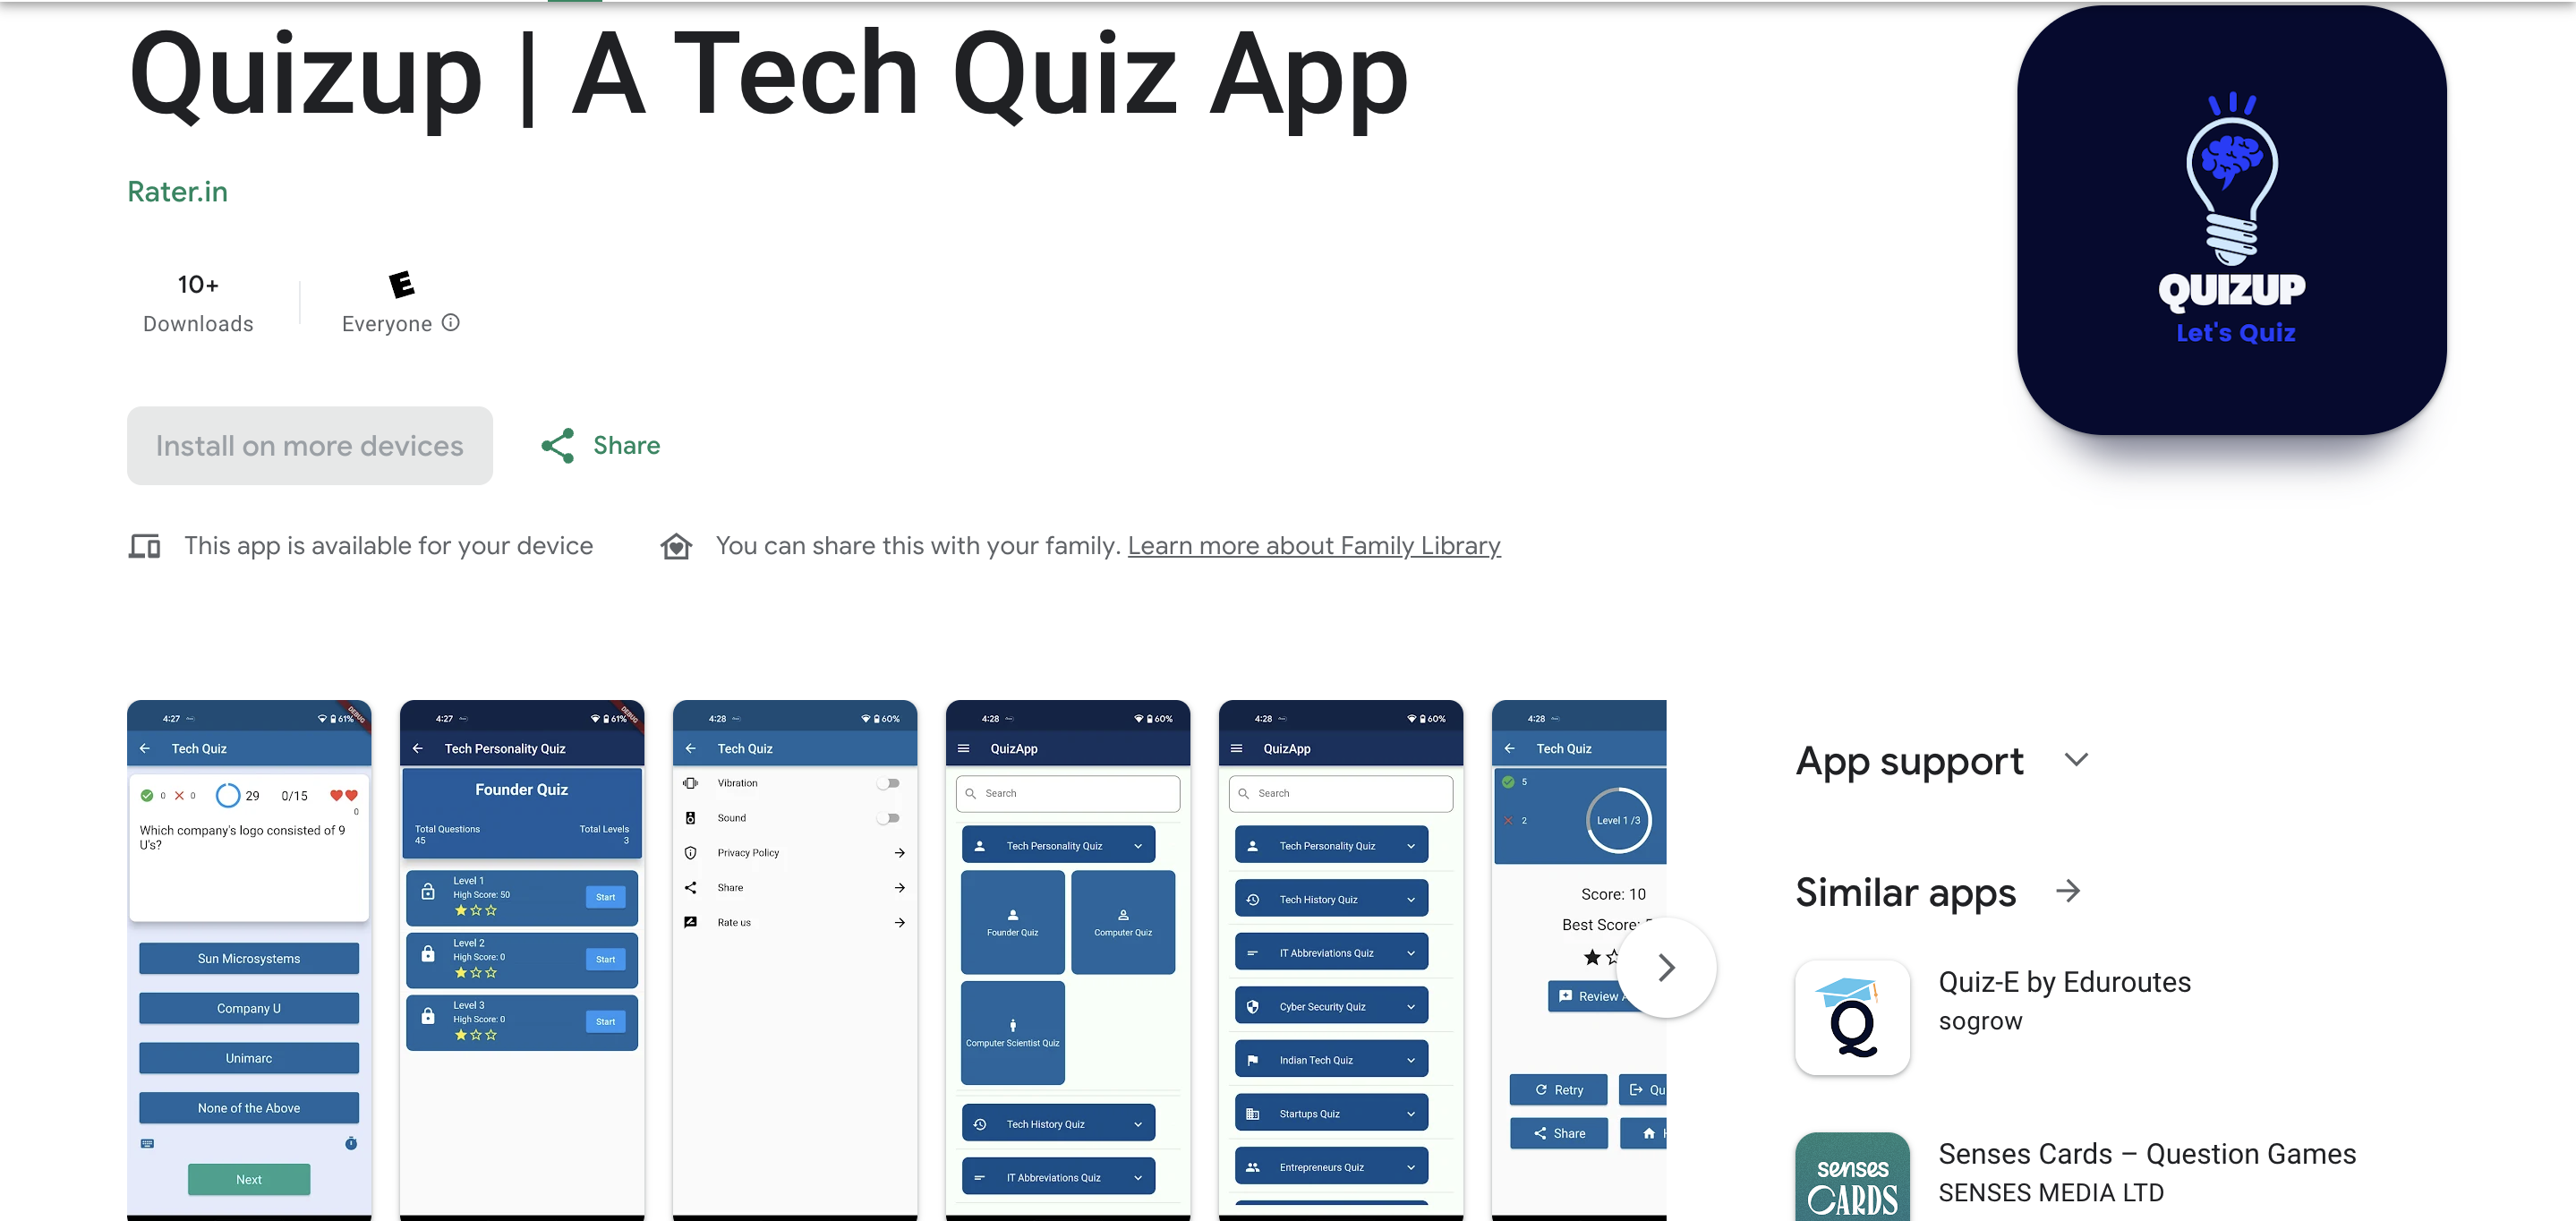 Quizup | A Tech Quiz App
Rater.in
10+
Downloads
E
Everyone
Install on more devices
Share
This app is available for your device
You can share this with your family. Learn more about Family Library
QUIZUP
Let's Quiz
4:27
61%
DEBUG
Tech Quiz
0
0
29
0/15
0
Which company's logo consisted of 9
U's?
Sun Microsystems
Company U
Unimarc
None of the Above
Next
4:27
61%
DEBUG
Tech Personality Quiz
Founder Quiz
Total Questions
45
Total Levels
3
Level 1
High Score: 50
Start
Level 2
High Score: 0
Start
Level 3
High Score: 0
Start
4:28
60%
Tech Quiz
Vibration
Sound
Privacy Policy
Share
Rate us
4:28
60%
QuizApp
Search
Tech Personality Quiz
Founder Quiz
Computer Quiz
Computer Scientist Quiz
Tech History Quiz
IT Abbreviations Quiz
4:28
60%
QuizApp
Search
Tech Personality Quiz
Tech History Quiz
IT Abbreviations Quiz
Cyber Security Quiz
Indian Tech Quiz
Startups Quiz
Entrepreneurs Quiz
4:28
Tech Quiz
5
2
Level 1 /3
Score: 10
Best Score:
Review
Retry
Qu
Share
App support
Similar apps
Quiz-E by Eduroutes
sogrow
senses
CARDS
Senses Cards – Question Games
SENSES MEDIA LTD